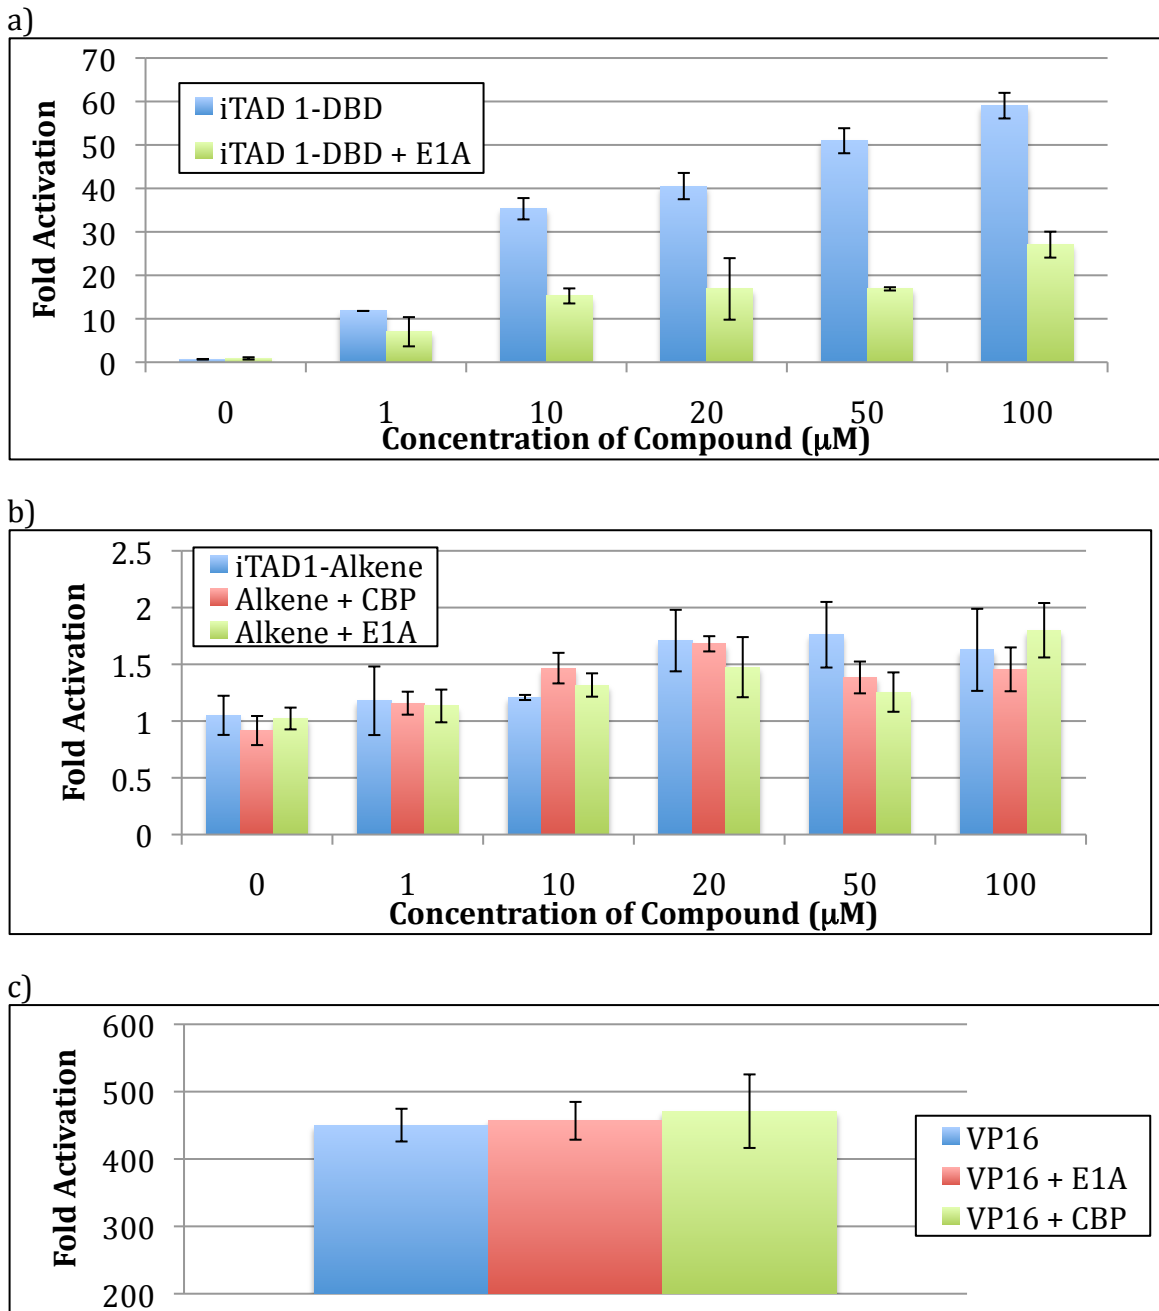 a)
70
60
50
40
30
20
10
0
Fold Activation
iTAD 1-DBD
iTAD 1-DBD + E1A
0 1 10 20 50 100
Concentration of Compound (μM)
b)
2.5
2
1.5
1
0.5
0
Fold Activation
iTAD1-Alkene
Alkene + CBP
Alkene + E1A
0 1 10 20 50 100
Concentration of Compound (μM)
c)
600
500
400
300
200
Fold Activation
VP16
VP16 + E1A
VP16 + CBP